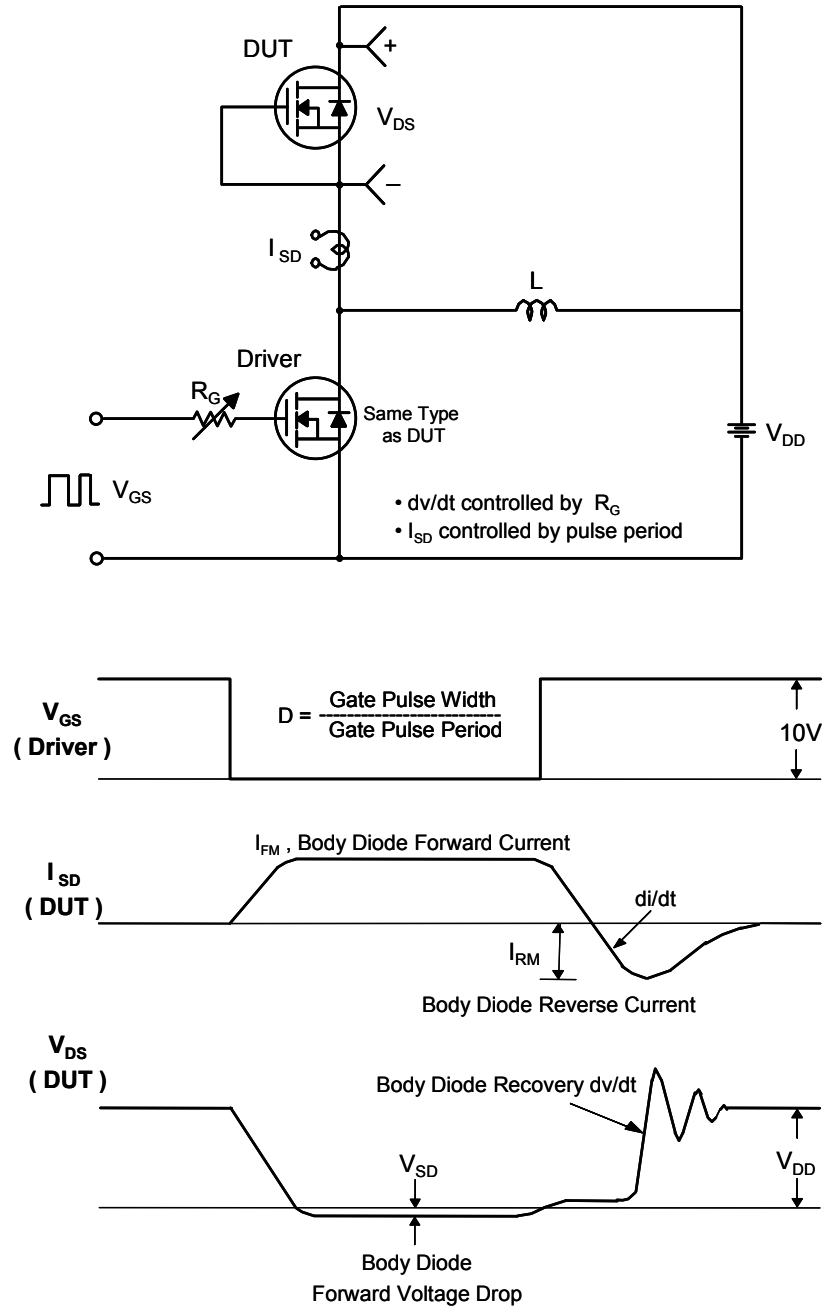 DUT
+
V_DS
–
I_SD
L
Driver
R_G
Same Type
as DUT
V_DD
V_GS
• dv/dt controlled by R_G
• I_SD controlled by pulse period
V_GS
( Driver )
D = Gate Pulse Width
Gate Pulse Period
10V
I_FM , Body Diode Forward Current
I_SD
( DUT )
di/dt
I_RM
Body Diode Reverse Current
V_DS
( DUT )
Body Diode Recovery dv/dt
V_SD
V_DD
Body Diode
Forward Voltage Drop